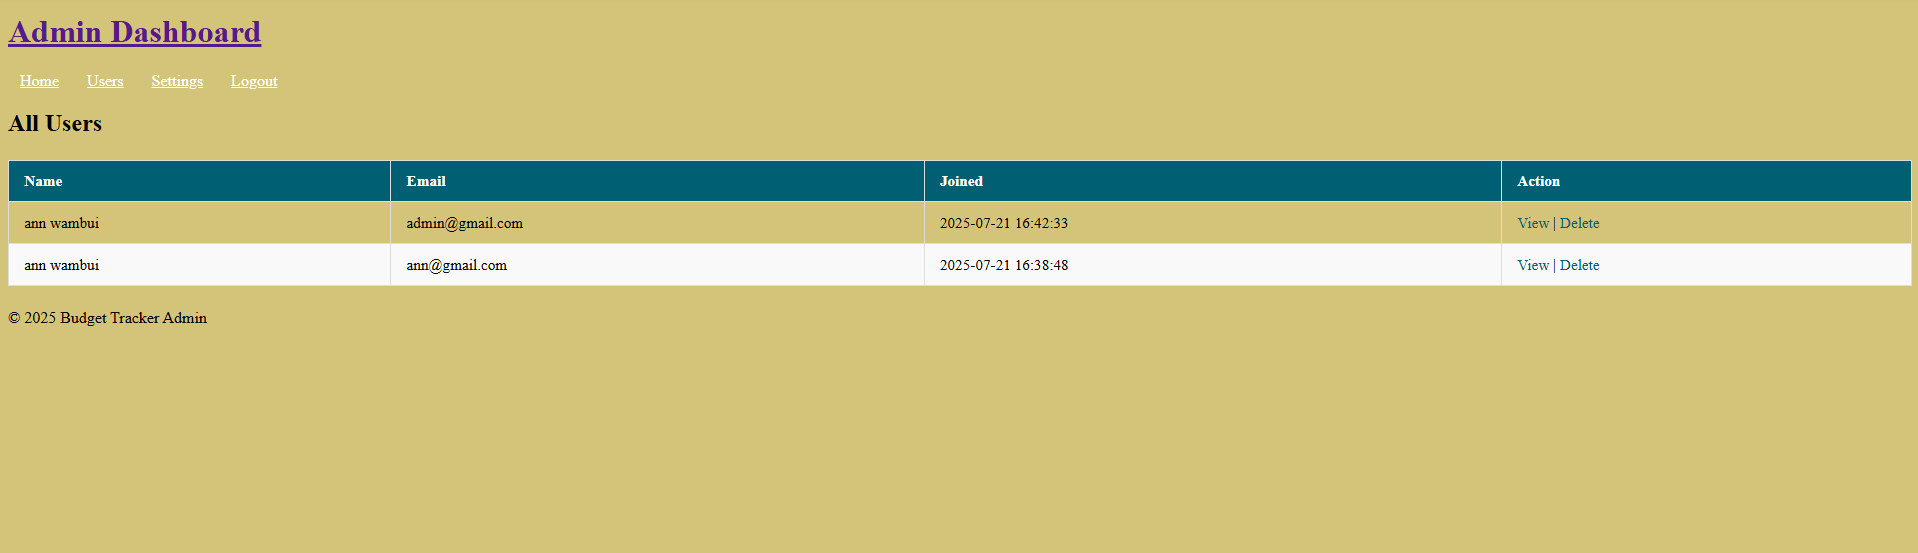 Admin Dashboard
Home Users Settings Logout
All Users
Name Email Joined Action
ann wambui admin@gmail.com 2025-07-21 16:42:33 View | Delete
ann wambui ann@gmail.com 2025-07-21 16:38:48 View | Delete
© 2025 Budget Tracker Admin